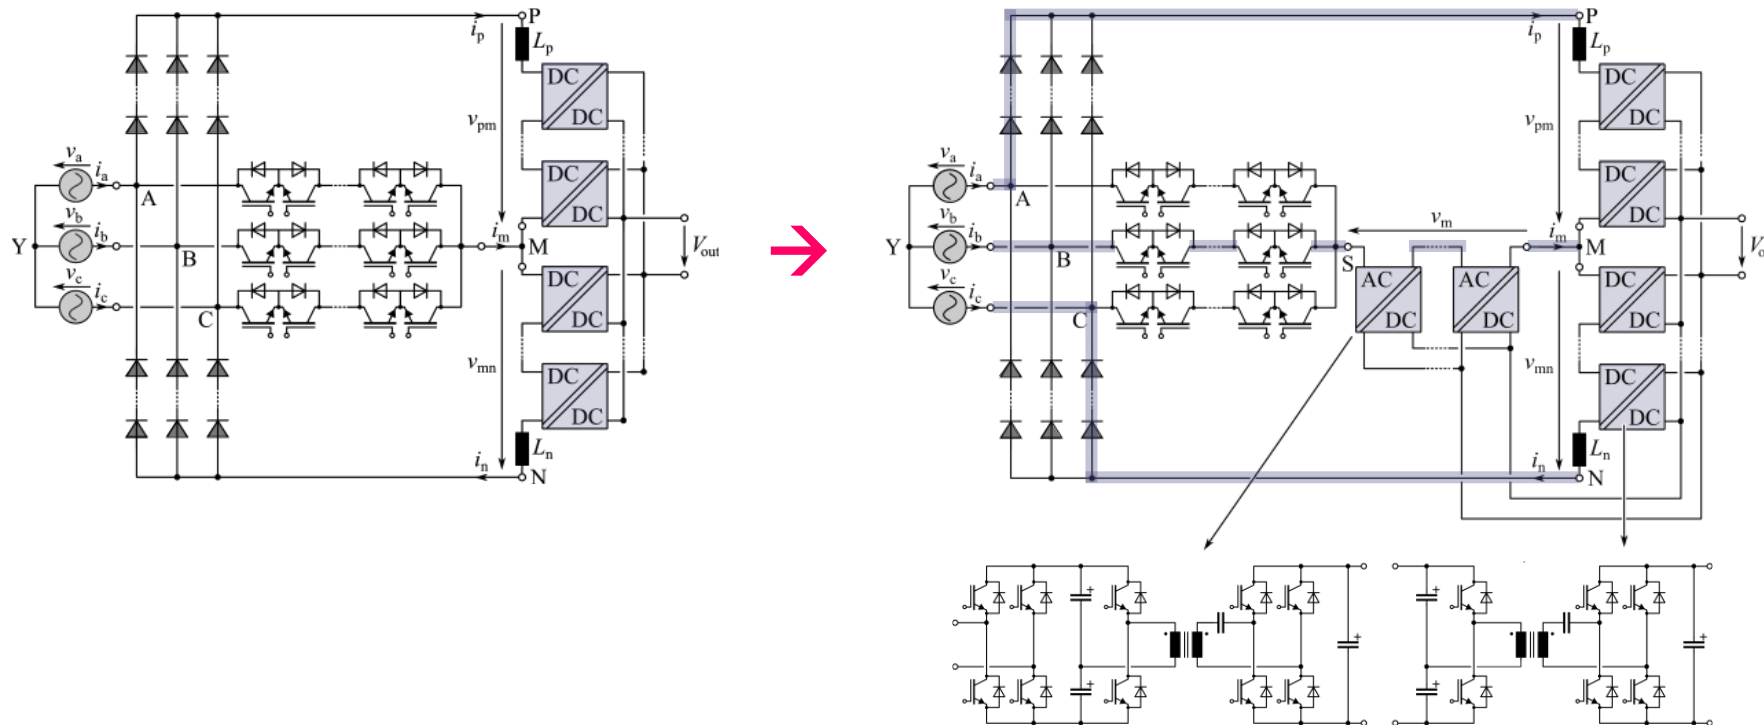 P
i_p
L_p
DC
DC
v_pm
v_a
i_a
A
DC
DC
v_b
i_b
Y
B
i_m
M
V_out
v_c
i_c
C
DC
DC
v_mn
DC
DC
i_n
L_n
N
P
i_p
L_p
DC
DC
v_pm
v_a
i_a
A
DC
DC
v_b
i_b
v_m
i_m
Y
B
S
M
V_o
v_c
i_c
C
AC
DC
AC
DC
DC
DC
v_mn
DC
DC
i_n
L_n
N
+
+
+
+
+
+